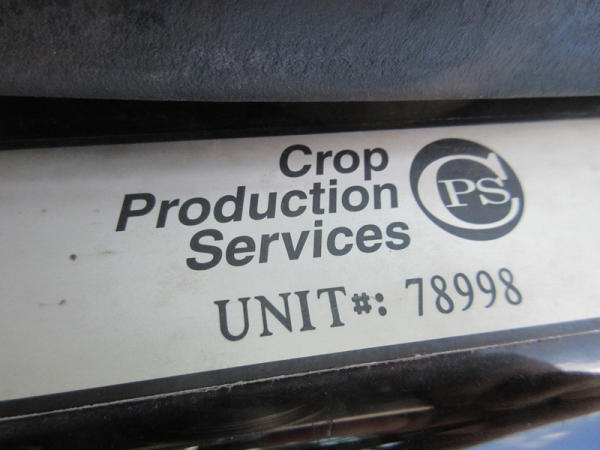 Crop
Production
Services
CPS
UNIT#: 78998